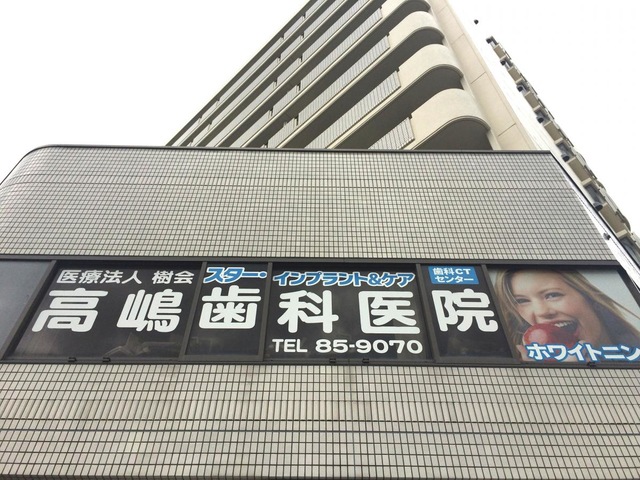 医療法人 樹会
スター・インプラント&ケア
歯科CT
センター
高嶋歯科医院
TEL 85-9070
ホワイトニン